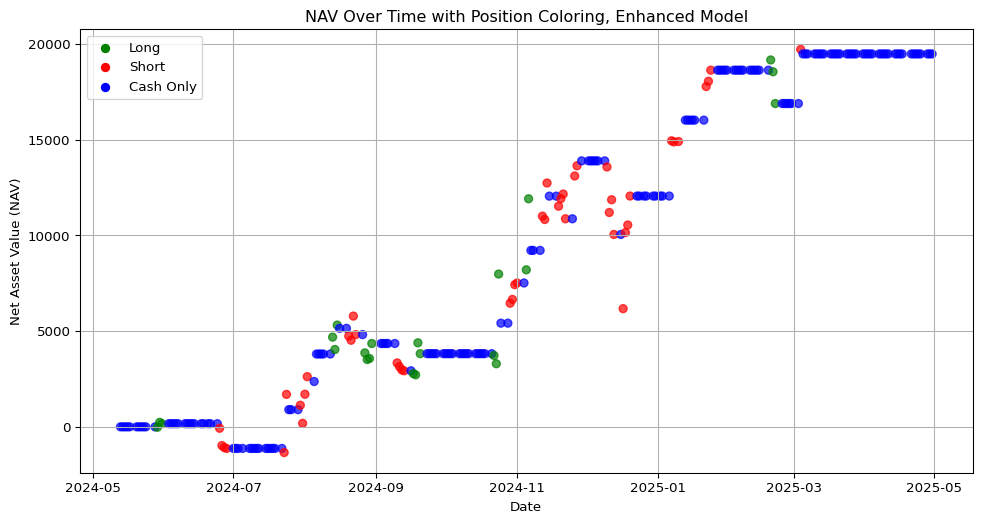 NAV Over Time with Position Coloring, Enhanced Model
Long
Short
Cash Only
Net Asset Value (NAV)
20000
15000
10000
5000
0
2024-05
2024-07
2024-09
2024-11
2025-01
2025-03
2025-05
Date